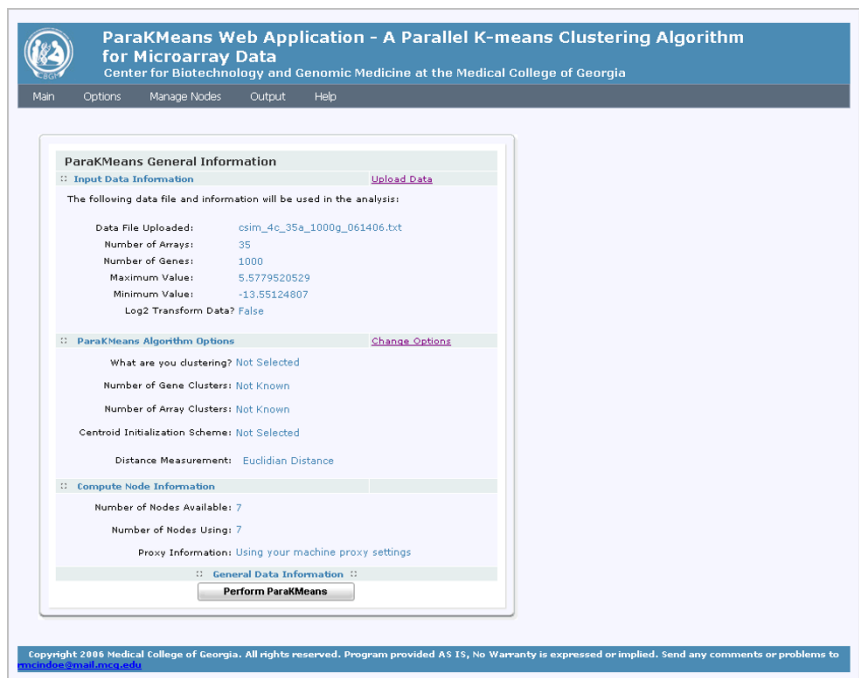 ParaKMeans Web Application - A Parallel K-means Clustering Algorithm
for Microarray Data
Center for Biotechnology and Genomic Medicine at the Medical College of Georgia
CBGM
Main Options Manage Nodes Output Help
ParaKMeans General Information
:: Input Data Information Upload Data
The following data file and information will be used in the analysis:
Data File Uploaded: csim_4c_35a_1000g_061406.txt
Number of Arrays: 35
Number of Genes: 1000
Maximum Value: 5.5779520529
Minimum Value: -13.55124807
Log2 Transform Data? False
:: ParaKMeans Algorithm Options Change Options
What are you clustering? Not Selected
Number of Gene Clusters: Not Known
Number of Array Clusters: Not Known
Centroid Initialization Scheme: Not Selected
Distance Measurement: Euclidian Distance
:: Compute Node Information
Number of Nodes Available: 7
Number of Nodes Using: 7
Proxy Information: Using your machine proxy settings
:: General Data Information ::
Perform ParaKMeans
Copyright 2006 Medical College of Georgia. All rights reserved. Program provided AS IS, No Warranty is expressed or implied. Send any comments or problems to
rmcindoe@mail.mcg.edu